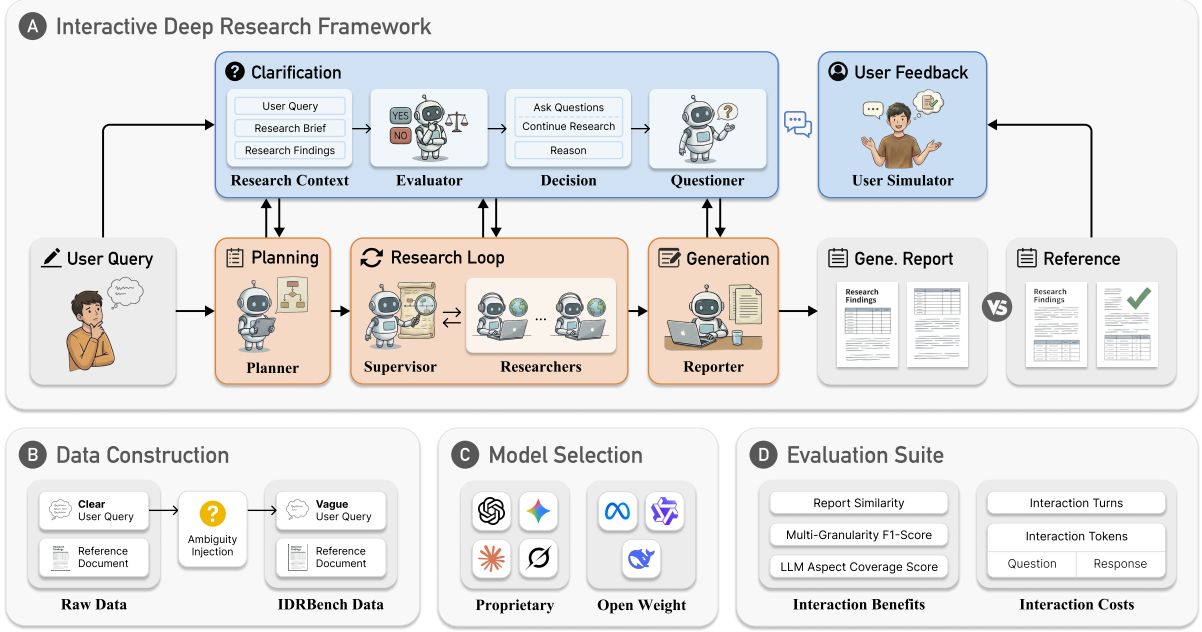 A Interactive Deep Research Framework
? Clarification
User Query
Research Brief
Research Findings
Research Context
YES
NO
Evaluator
Ask Questions
Continue Research
Reason
Decision
?
Questioner
User Feedback
User Simulator
User Query
Planning
Planner
Research Loop
Supervisor
...
Researchers
Generation
Reporter
Gene. Report
Research
Findings
VS
Reference
Research
Findings
B Data Construction
Clear
User Query
Reference
Document
Raw Data
?
Ambiguity
Injection
Vague
User Query
Reference
Document
IDRBench Data
C Model Selection
Proprietary
Open Weight
D Evaluation Suite
Report Similarity
Multi-Granularity F1-Score
LLM Aspect Coverage Score
Interaction Benefits
Interaction Turns
Interaction Tokens
Question
Response
Interaction Costs